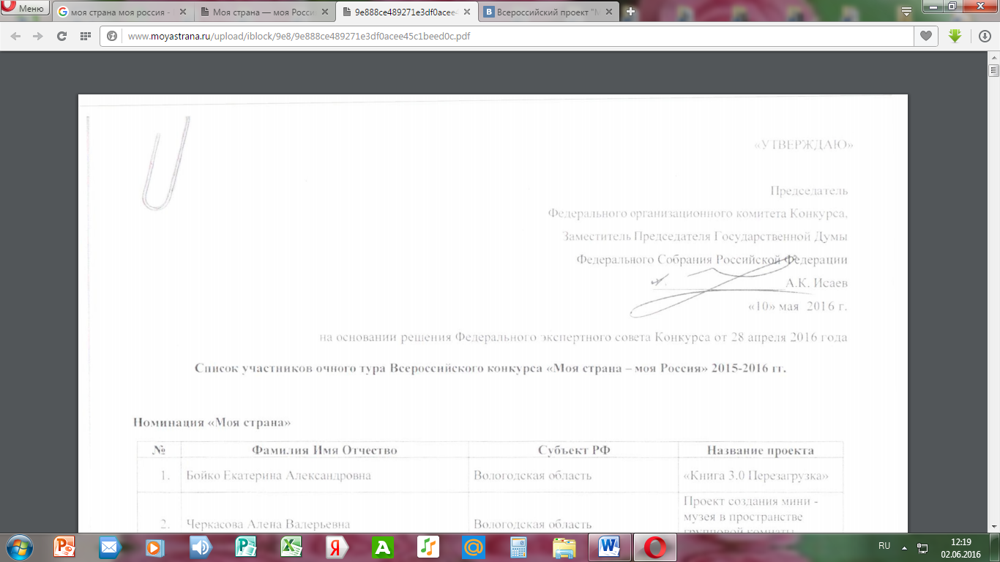 Меню
моя страна моя россия -
Моя страна — моя Росси
9e888ce489271e3df0acee4
Всероссийский проект "М
www.moyastrana.ru/upload/iblock/9e8/9e888ce489271e3df0acee45c1beed0c.pdf
«УТВЕРЖДАЮ»
Председатель
Федерального организационного комитета Конкурса,
Заместитель Председателя Государственной Думы
Федерального Собрания Российской Федерации
А.К. Исаев
«10» мая 2016 г.
на основании решения Федерального экспертного совета Конкурса от 28 апреля 2016 года
Список участников очного тура Всероссийского конкурса «Моя страна – моя Россия» 2015-2016 гг.
Номинация «Моя страна»
№ Фамилия Имя Отчество Субъект РФ Название проекта
1. Бойко Екатерина Александровна Вологодская область «Книга 3.0 Перезагрузка»
2. Черкасова Алена Валерьевна Вологодская область Проект создания мини -
музея в пространстве
групповой комнаты
RU
12:19
02.06.2016